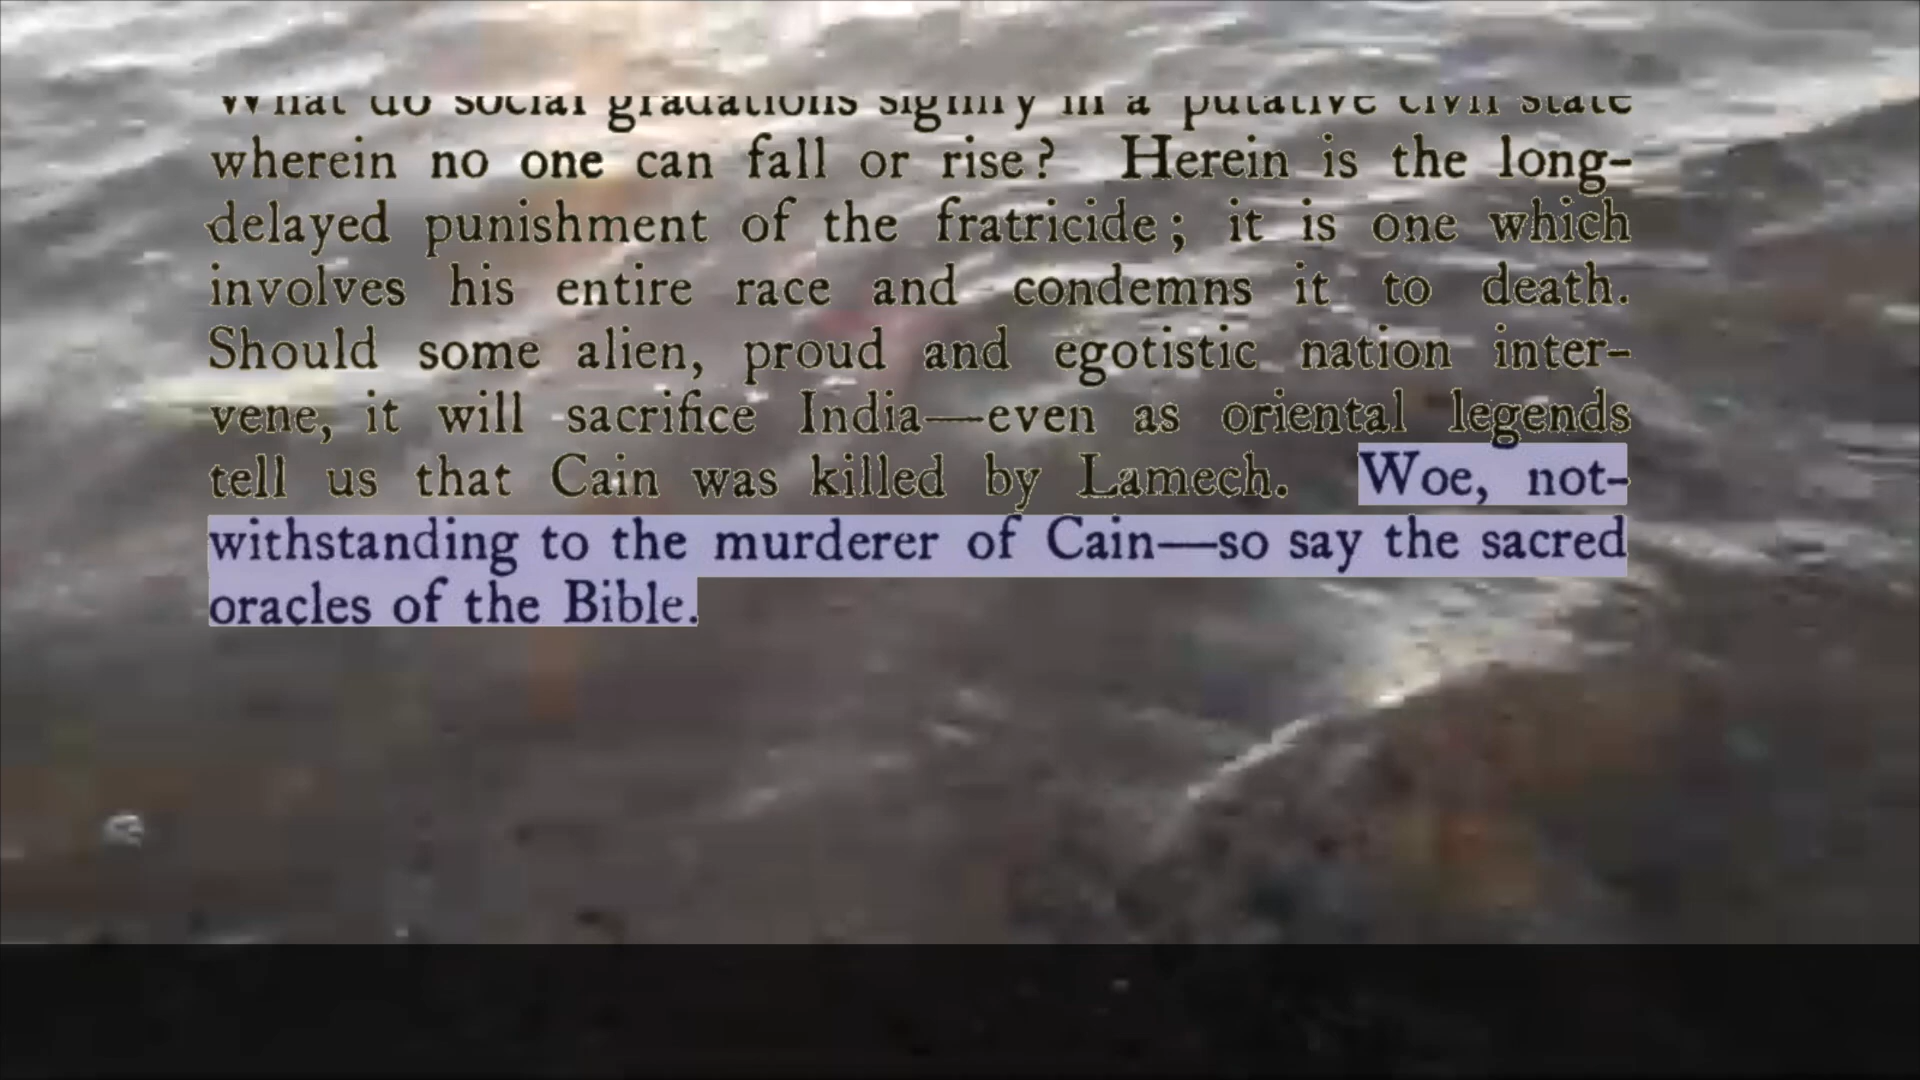 What do social gradations signify in a putative civil state
wherein no one can fall or rise? Herein is the long-
delayed punishment of the fratricide; it is one which
involves his entire race and condemns it to death.
Should some alien, proud and egotistic nation inter-
vene, it will sacrifice India—even as oriental legends
tell us that Cain was killed by Lamech. Woe, not-
withstanding to the murderer of Cain—so say the sacred
oracles of the Bible.